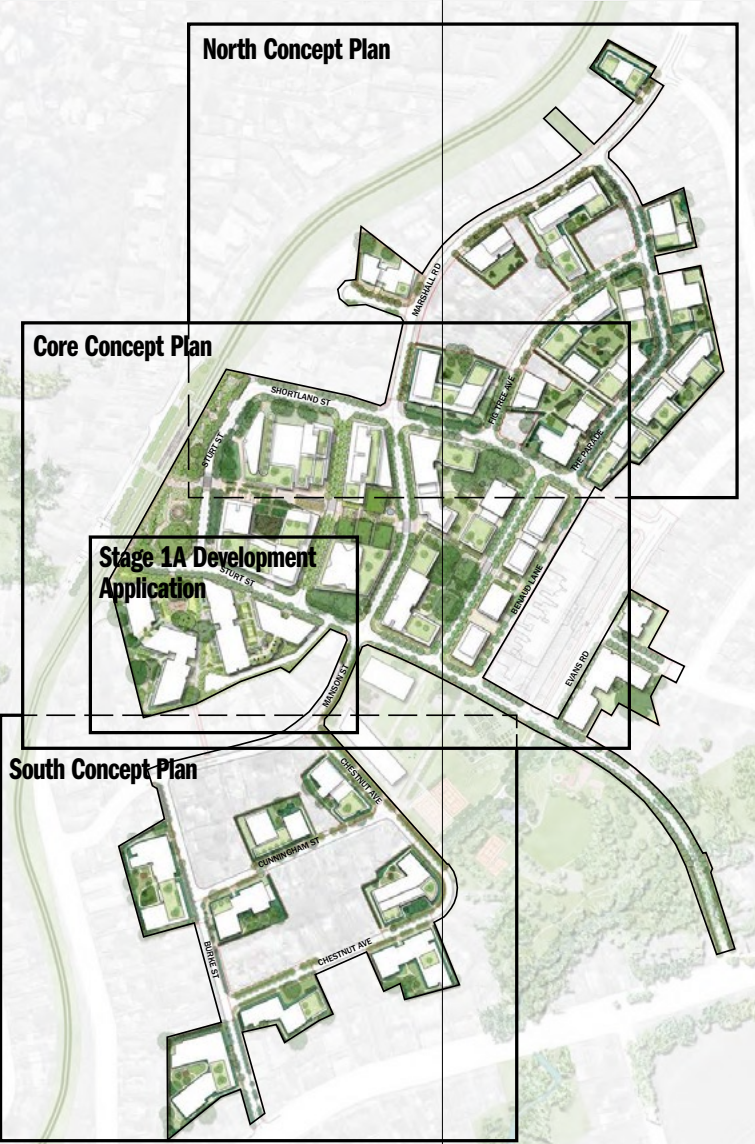 North Concept Plan
MARSHALL RD
Core Concept Plan
SHORTLAND ST
FIG TREE AVE
STURT ST
THE PARADE
Stage 1A Development
Application
STURT ST
BENAUD LANE
EVANS RD
MANSON ST
South Concept Plan
CHESTNUT AVE
CUNNINGHAM ST
BURKE ST
CHESTNUT AVE